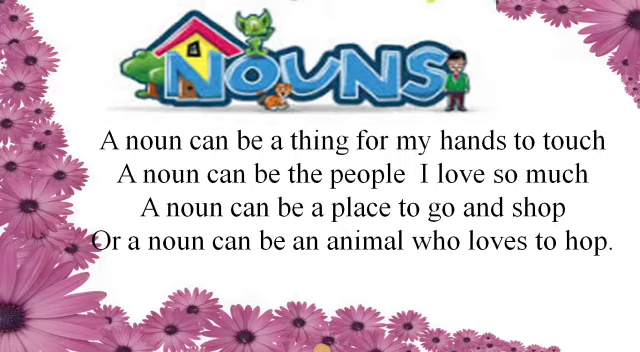 NOUNS
A noun can be a thing for my hands to touch
A noun can be the people I love so much
A noun can be a place to go and shop
Or a noun can be an animal who loves to hop.